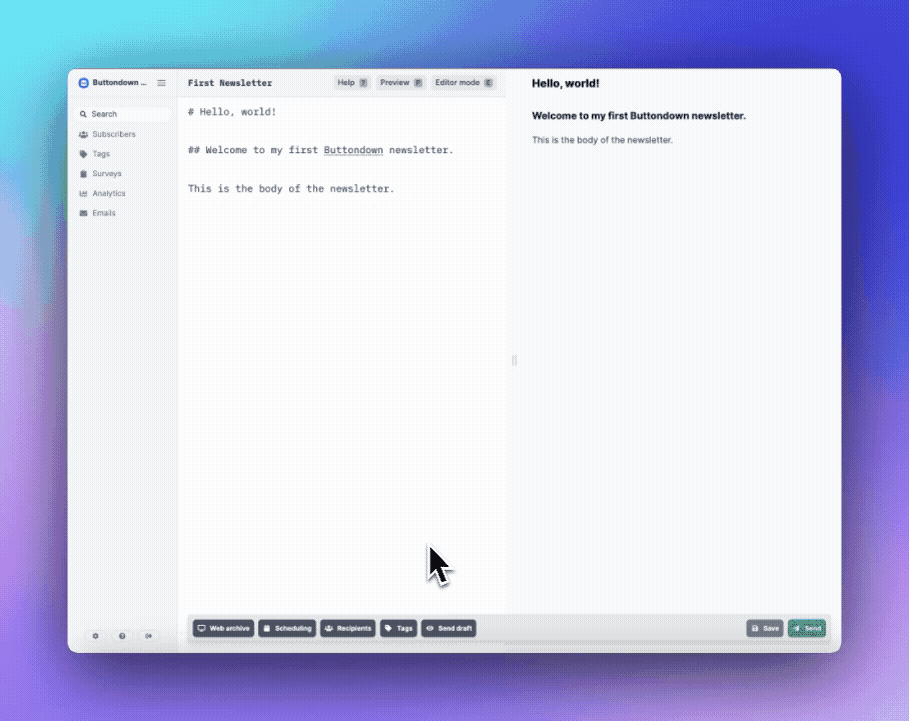 Buttondown ...
Search
Subscribers
Tags
Surveys
Analytics
Emails
First Newsletter
Help ?
Preview P
Editor mode E
# Hello, world!
## Welcome to my first Buttondown newsletter.
This is the body of the newsletter.
Hello, world!
Welcome to my first Buttondown newsletter.
This is the body of the newsletter.
Web archive
Scheduling
Recipients
Tags
Send draft
Save
Send